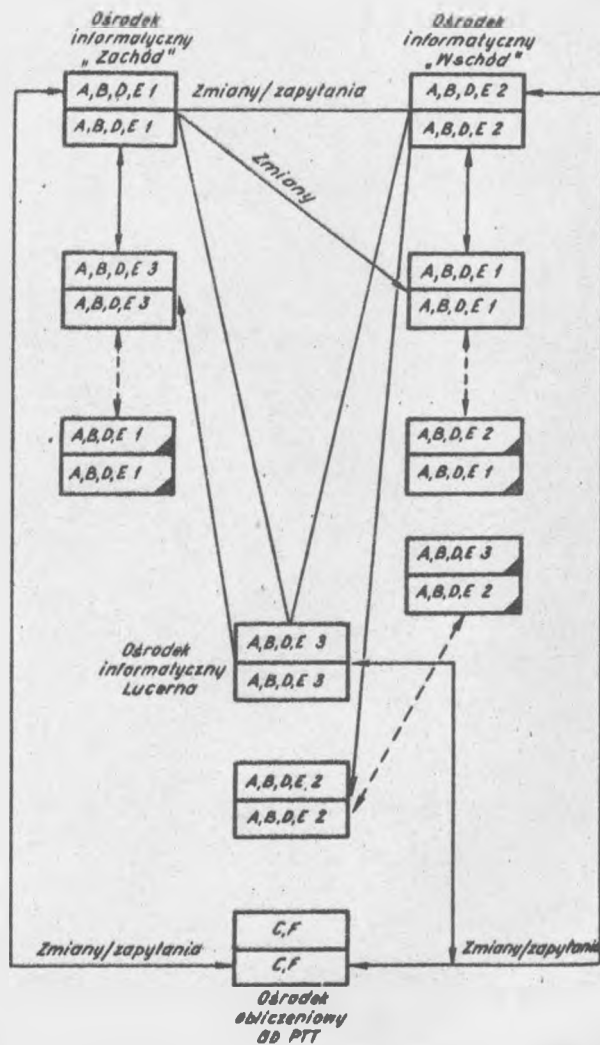 Ośrodek
informatyczny
„Zachód"
Ośrodek
informatyczny
„Wschód"
A,B,D,E 1
A,B,D,E 1
Zmiany/zapytania
A,B,D,E 2
A,B,D,E 2
Zmiany
A,B,D,E 3
A,B,D,E 3
A,B,D,E 1
A,B,D,E 1
A,B,D,E 1
A,B,D,E 1
A,B,D,E 2
A,B,D,E 1
A,B,D,E 3
A,B,D,E 2
Ośrodek
informatyczny
Lucerna
A,B,D,E 3
A,B,D,E 3
A,B,D,E 2
A,B,D,E 2
Zmiany/zapytania
C,F
C,F
Zmiany/zapytania
Ośrodek
obliczeniowy
do PTT